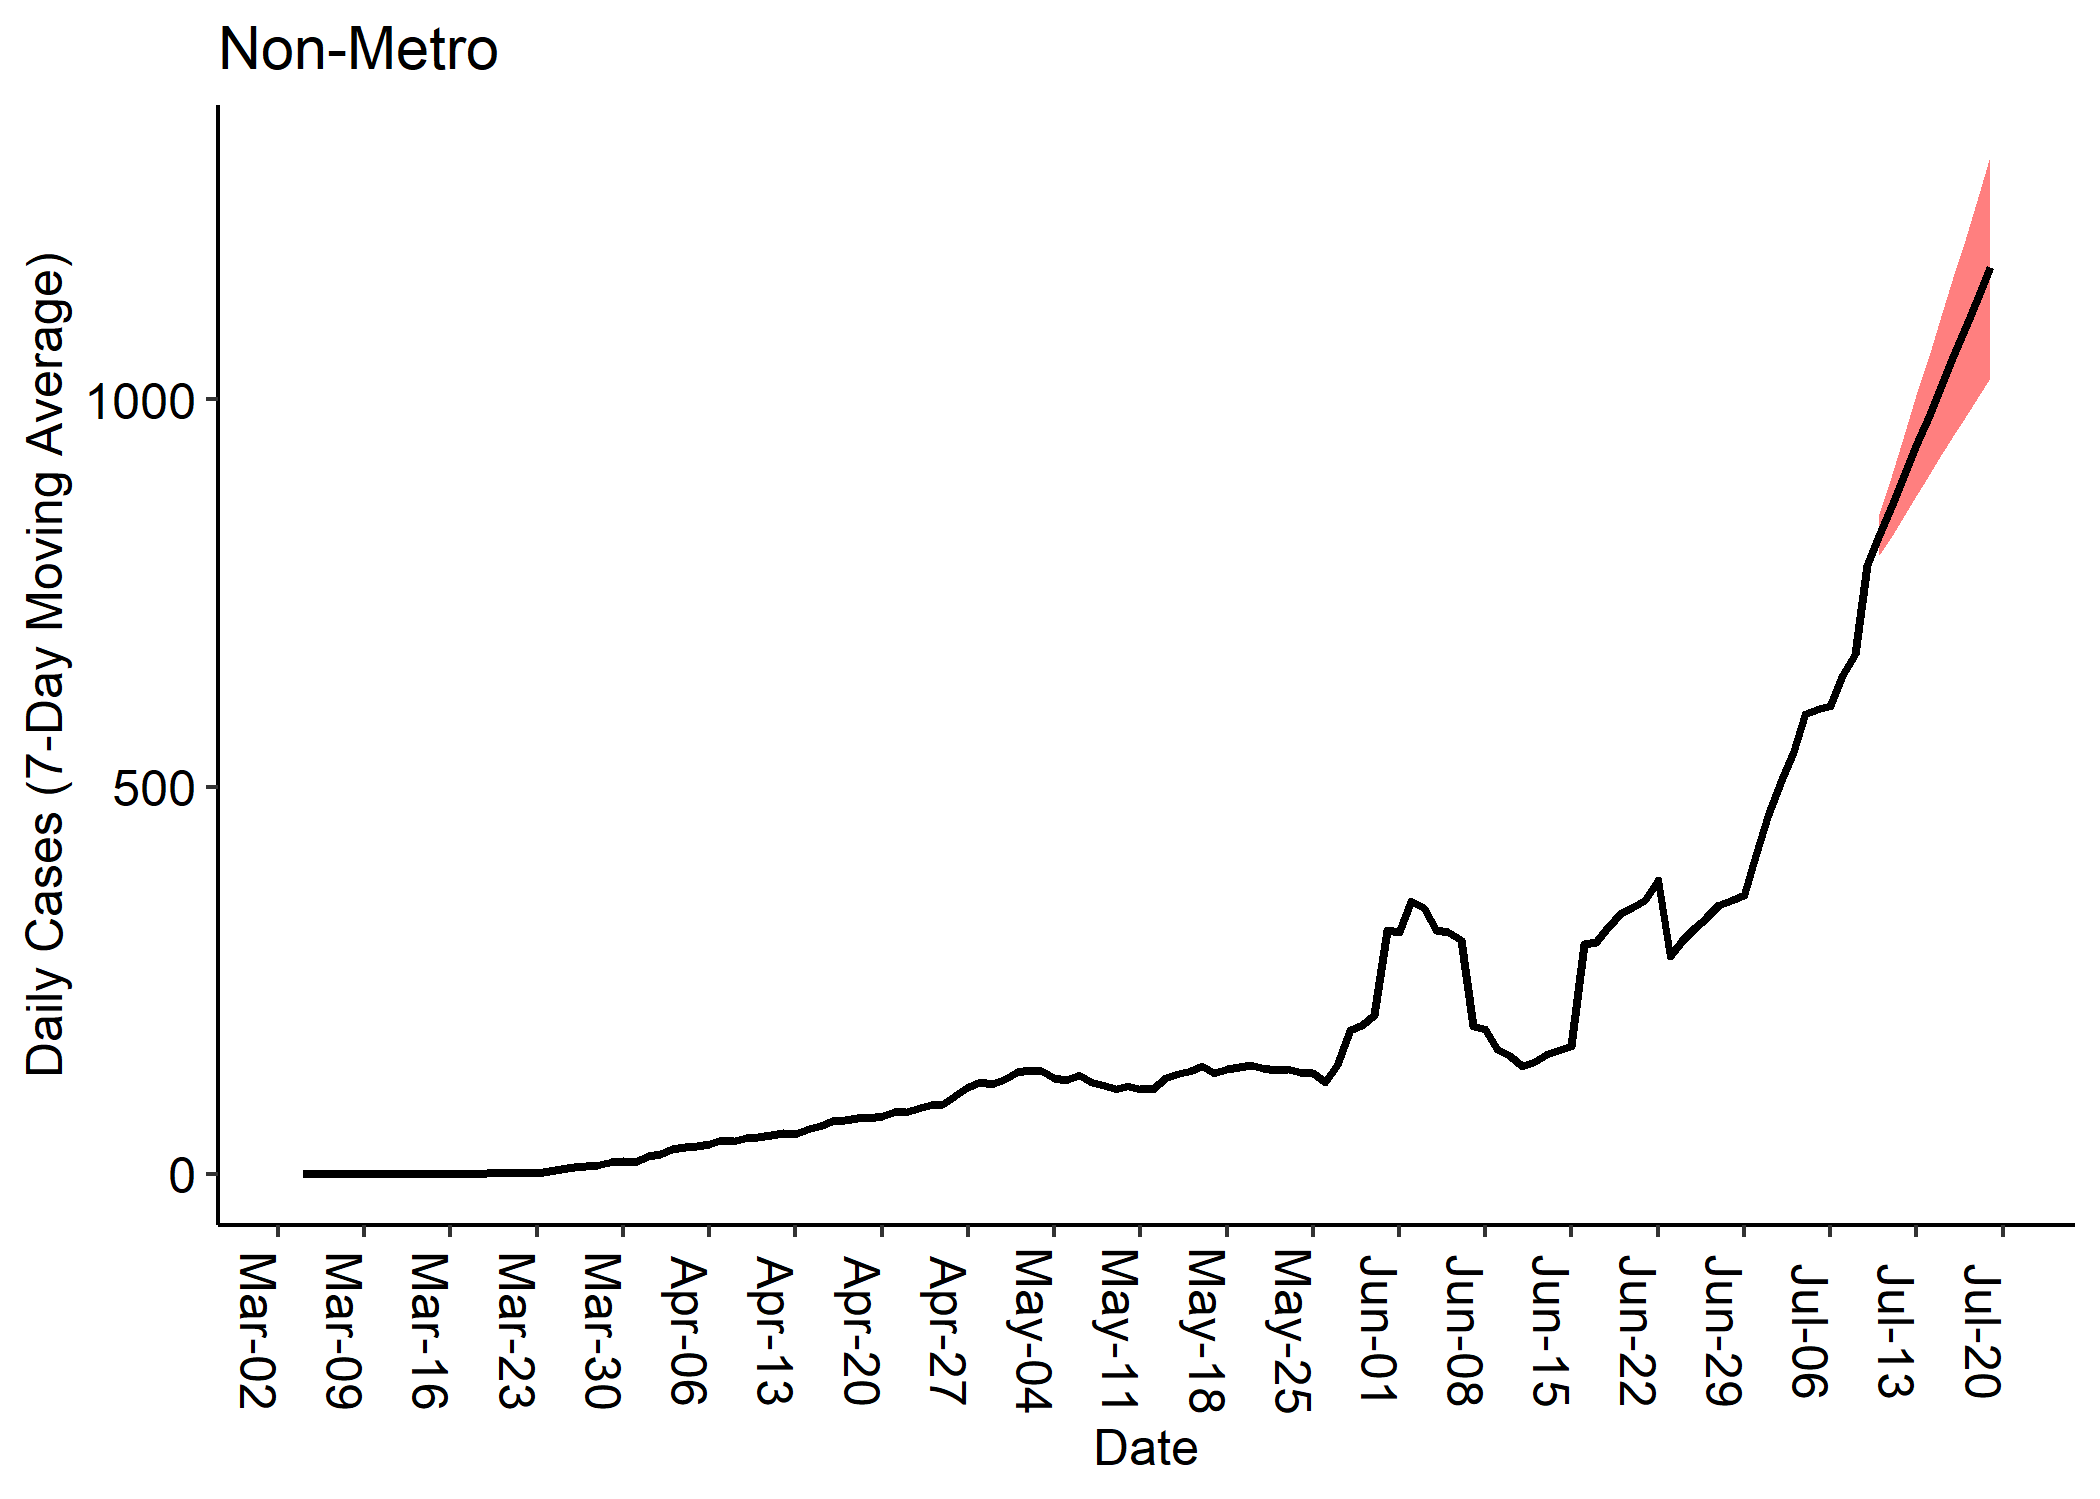 Non-Metro
Daily Cases (7-Day Moving Average)
1000
500
0
Mar-02
Mar-09
Mar-16
Mar-23
Mar-30
Apr-06
Apr-13
Apr-20
Apr-27
May-04
May-11
May-18
May-25
Jun-01
Jun-08
Jun-15
Jun-22
Jun-29
Jul-06
Jul-13
Jul-20
Date